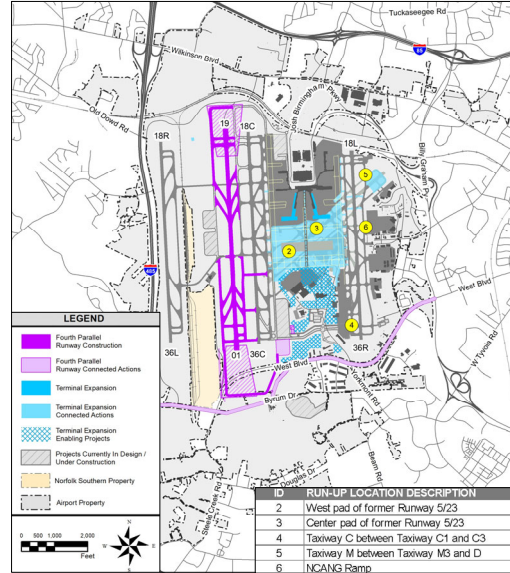 Tuckaseegee Rd
85
Wilkinson Blvd
Josh Birmingham Pkwy
Old Dowd Rd
19
18C
18R
18L
Billy Graham Py
5
3
6
2
485
West Blvd
4
36L
01
36C
36R
West Blvd
W Tyvola Rd
Yorkmont Rd
Byrum Dr
Beam Rd
Douglas Dr
Steele Creek Rd
LEGEND
Fourth Parallel
Runway Construction
Fourth Parallel
Runway Connected Actions
Terminal Expansion
Terminal Expansion
Connected Actions
Terminal Expansion
Enabling Projects
Projects Currently In Design /
Under Construction
Norfolk Southern Property
Airport Property
0 500 1,000 2,000
Feet
N
ID RUN-UP LOCATION DESCRIPTION
2 West pad of former Runway 5/23
3 Center pad of former Runway 5/23
4 Taxiway C between Taxiway C1 and C3
5 Taxiway M between Taxiway M3 and D
6 NCANG Ramp